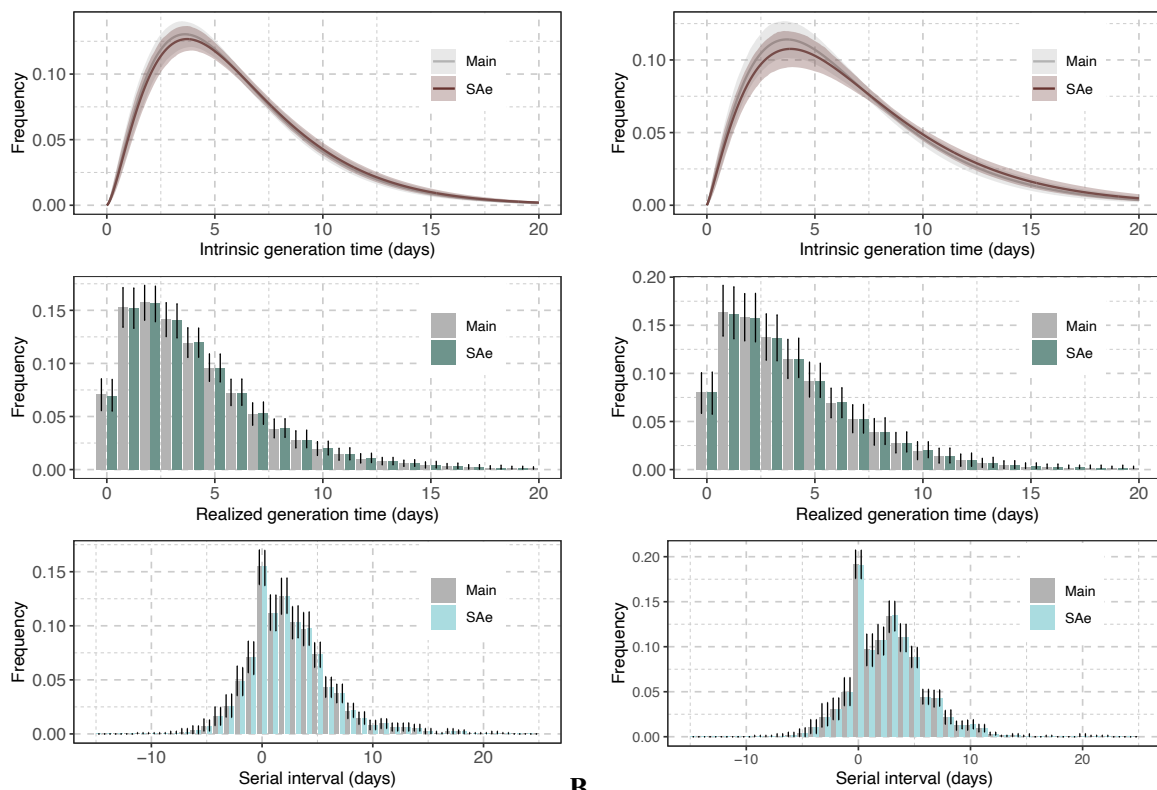 Frequency
0.10
0.05
0.00
Main
SAe
0 5 10 15 20
Intrinsic generation time (days)
Frequency
0.10
0.05
0.00
Main
SAe
0 5 10 15 20
Intrinsic generation time (days)
Frequency
0.15
0.10
0.05
0.00
Main
SAe
0 5 10 15 20
Realized generation time (days)
Frequency
0.20
0.15
0.10
0.05
0.00
Main
SAe
0 5 10 15 20
Realized generation time (days)
Frequency
0.15
0.10
0.05
0.00
Main
SAe
−10 0 10 20
Serial interval (days)
Frequency
0.20
0.15
0.10
0.05
0.00
Main
SAe
−10 0 10 20
Serial interval (days)